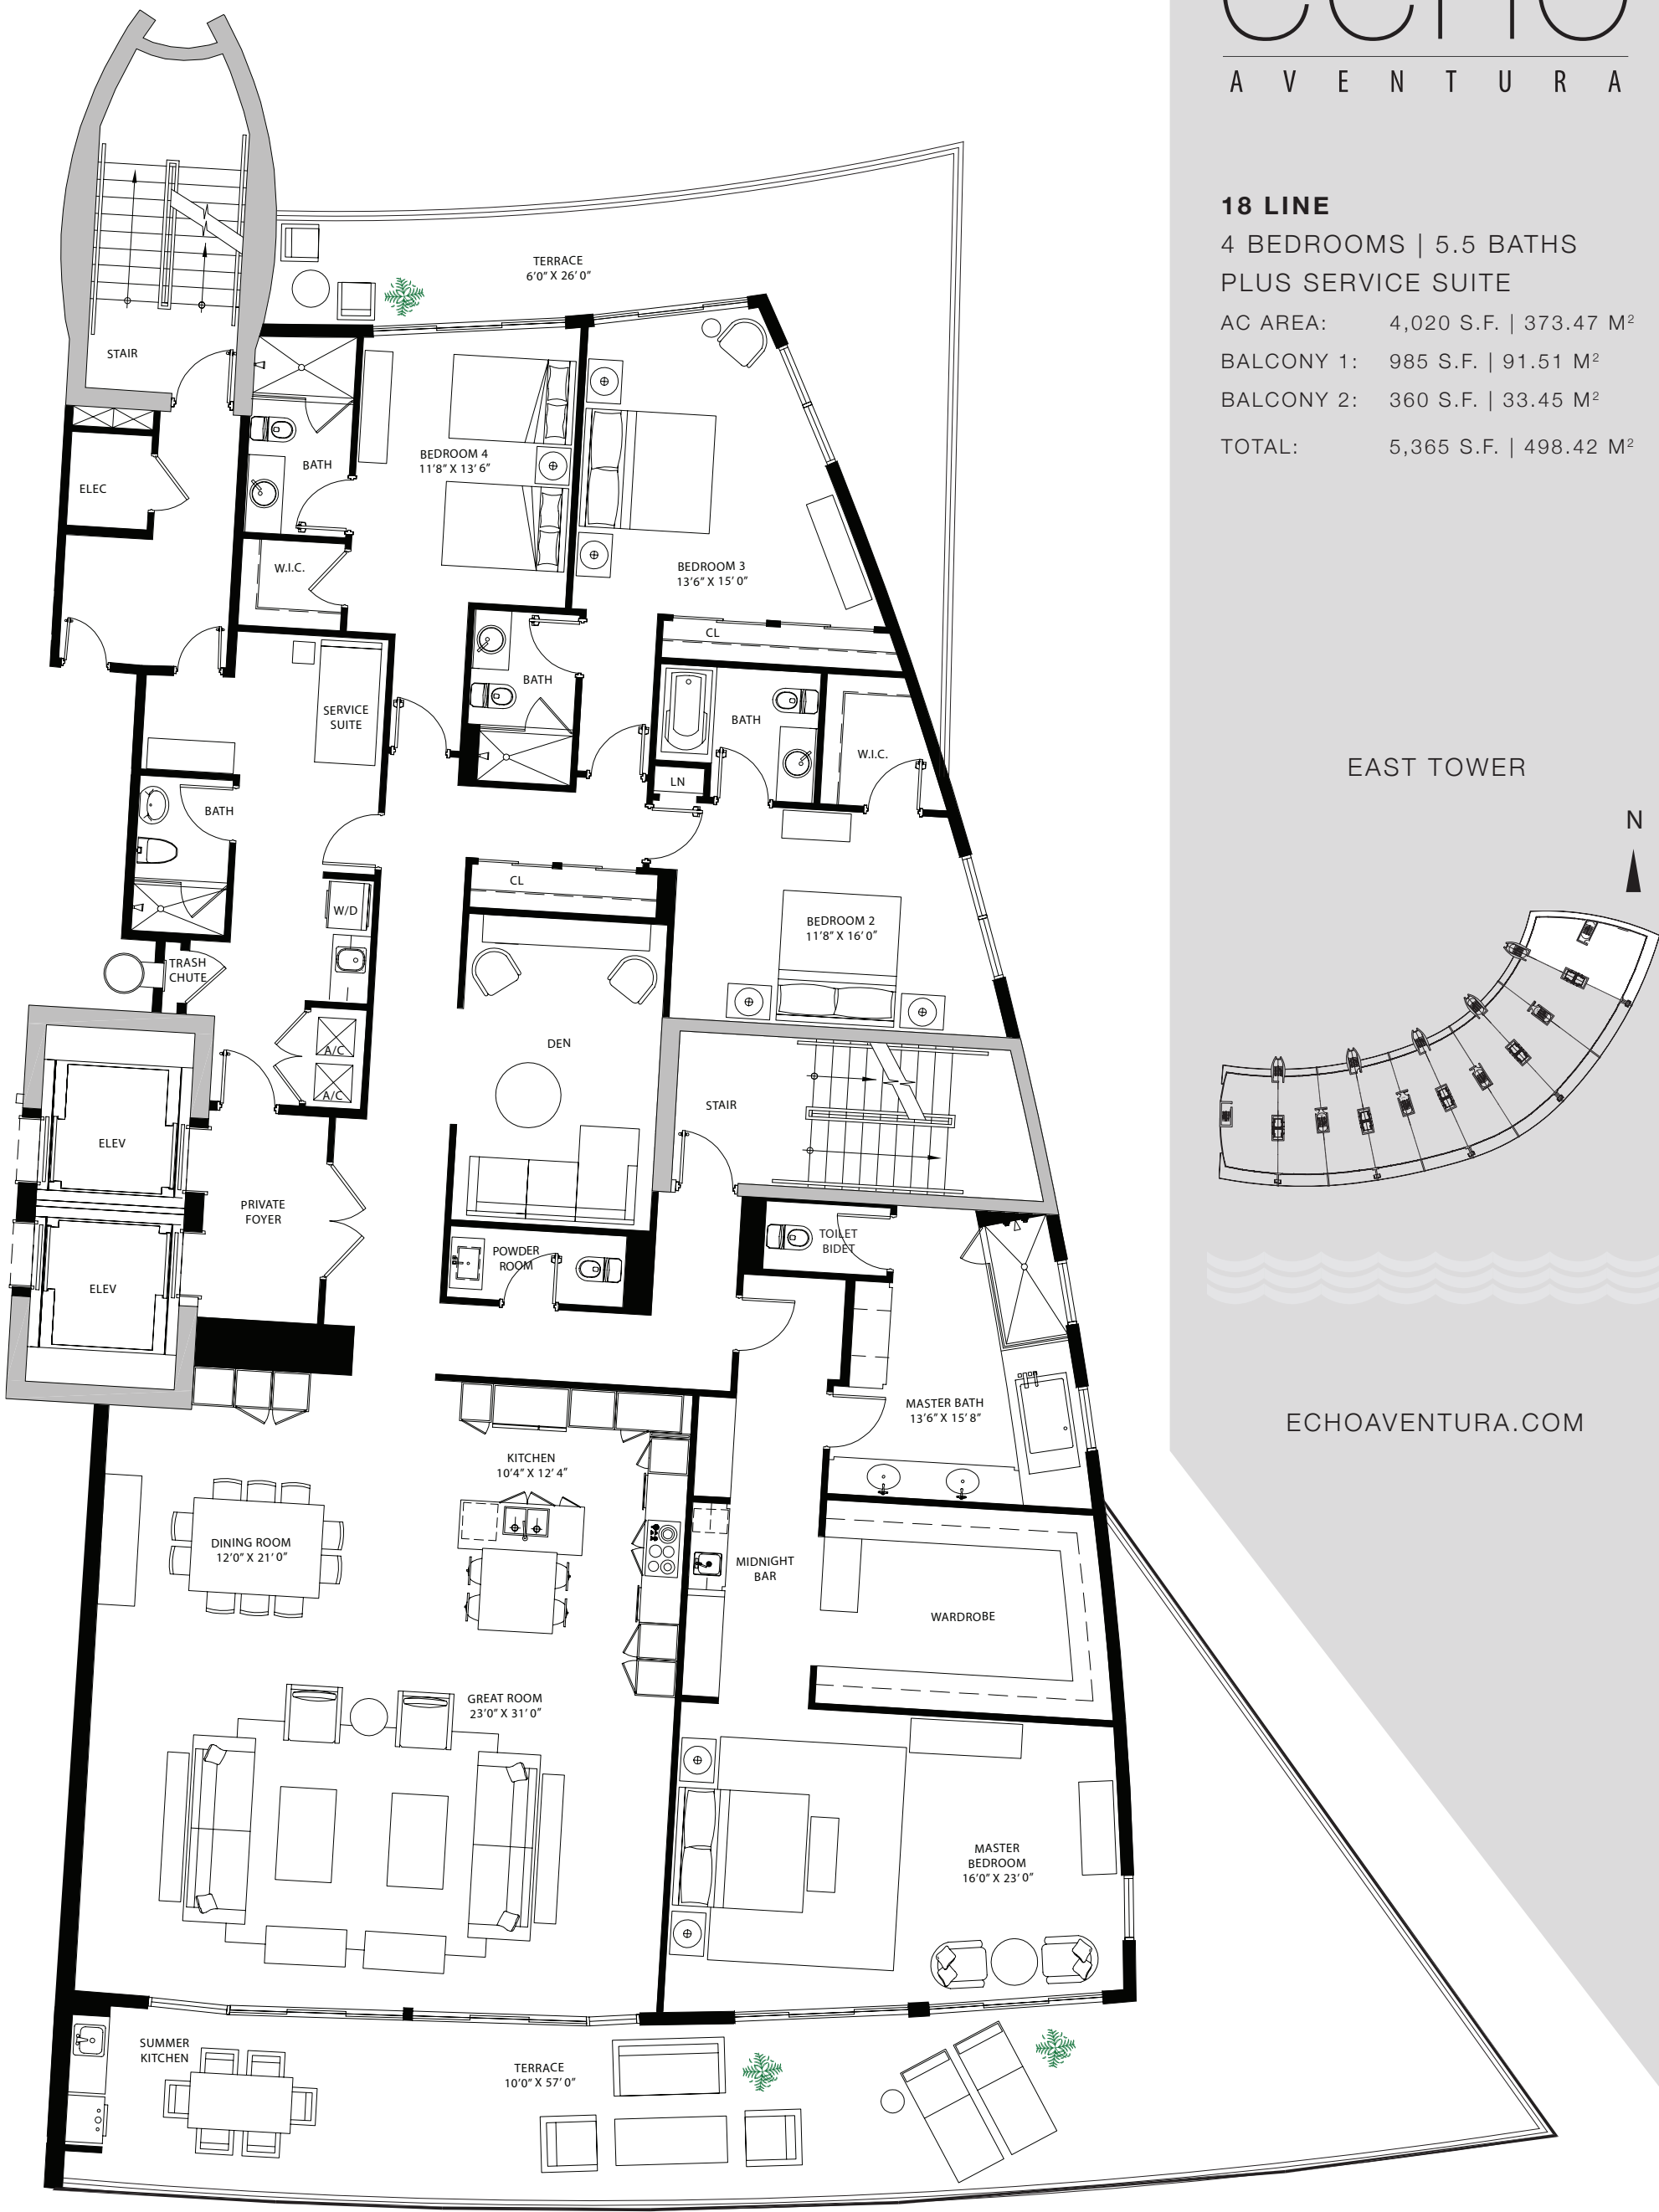 AVENTURA
18 LINE
4 BEDROOMS | 5.5 BATHS
PLUS SERVICE SUITE
AC AREA: 4,020 S.F. | 373.47 M²
BALCONY 1: 985 S.F. | 91.51 M²
BALCONY 2: 360 S.F. | 33.45 M²
TOTAL: 5,365 S.F. | 498.42 M²
EAST TOWER
N
ECHOAVENTURA.COM
TERRACE
6'0" X 26'0"
STAIR
ELEC
BATH
W.I.C.
BEDROOM 4
11'8" X 13'6"
BEDROOM 3
13'6" X 15'0"
CL
BATH
BATH
W.I.C.
LN
SERVICE
SUITE
BATH
W/D
TRASH
CHUTE
A/C
A/C
CL
BEDROOM 2
11'8" X 16'0"
DEN
STAIR
ELEV
PRIVATE
FOYER
ELEV
POWDER
ROOM
TOILET
BIDET
MASTER BATH
13'6" X 15'8"
KITCHEN
10'4" X 12'4"
DINING ROOM
12'0" X 21'0"
MIDNIGHT
BAR
WARDROBE
GREAT ROOM
23'0" X 31'0"
MASTER
BEDROOM
16'0" X 23'0"
SUMMER
KITCHEN
TERRACE
10'0" X 57'0"